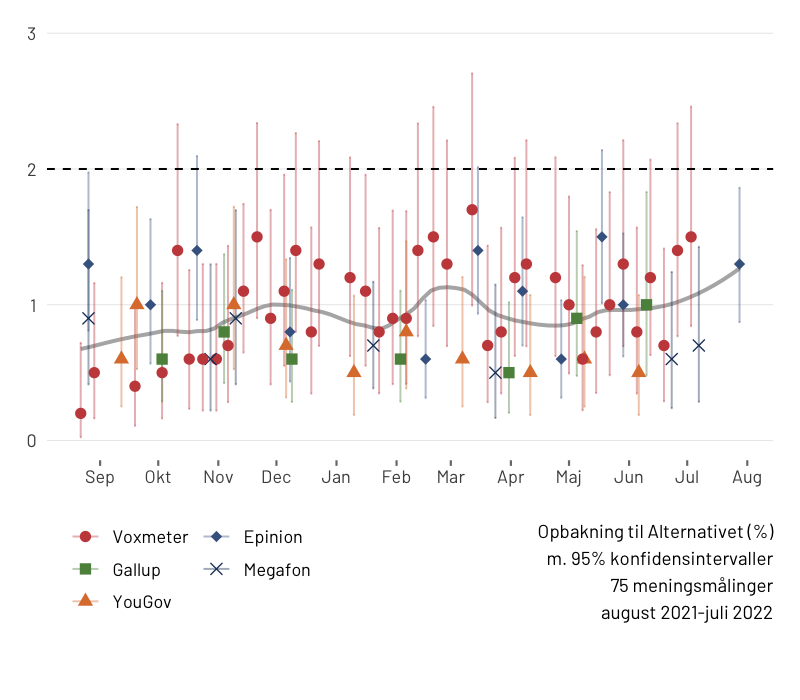 3
2
1
0
Sep Okt Nov Dec Jan Feb Mar Apr Maj Jun Jul Aug
Voxmeter Epinion
Gallup Megafon
YouGov
Opbakning til Alternativet (%)
m. 95% konfidensintervaller
75 meningsmålinger
august 2021-juli 2022